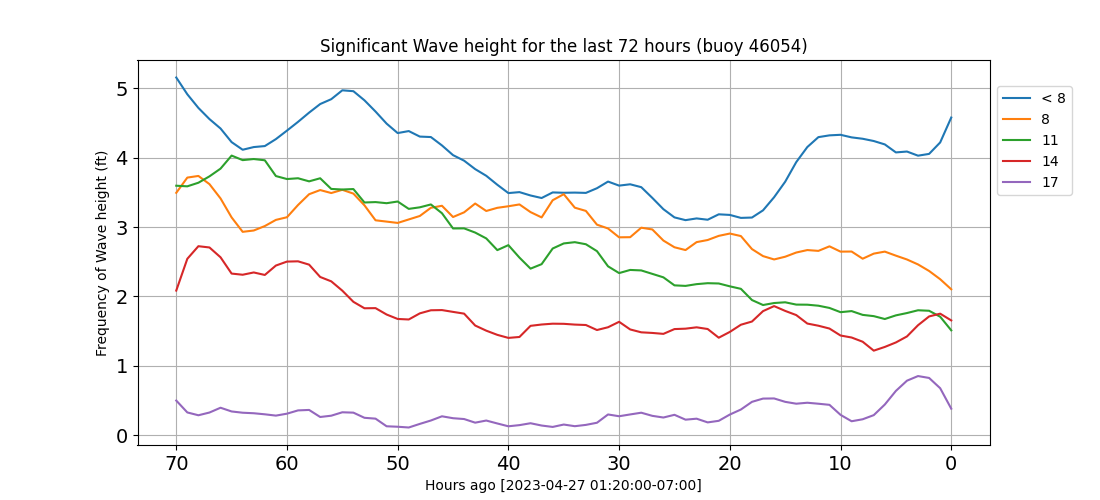 Significant Wave height for the last 72 hours (buoy 46054)
Frequency of Wave height (ft)
5
4
3
2
1
0
70 60 50 40 30 20 10 0
Hours ago [2023-04-27 01:20:00-07:00]
< 8
8
11
14
17